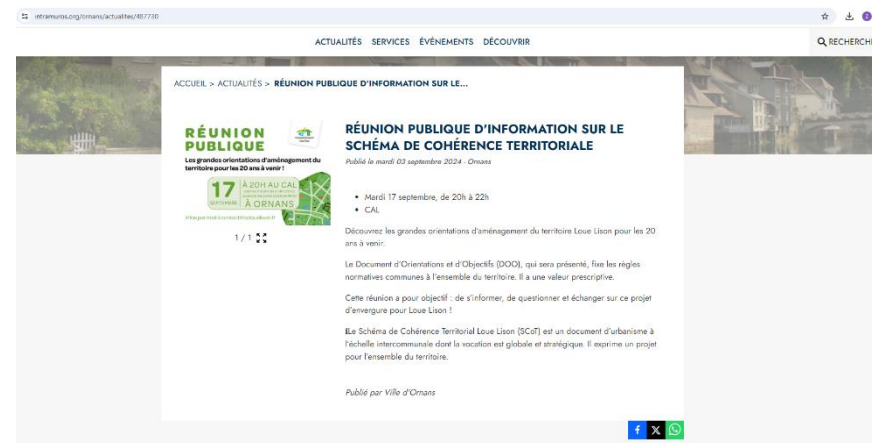 intramuros.org/ornans/actualites/487730
ACTUALITÉS SERVICES ÉVÉNEMENTS DÉCOUVRIR
RECHERCHE
ACCUEIL > ACTUALITÉS > RÉUNION PUBLIQUE D'INFORMATION SUR LE...
RÉUNION
PUBLIQUE
Les grandes orientations d'aménagement du
territoire pour les 20 ans à venir !
17
SEPTEMBRE
À 20H AU CAL
À ORNANS
1 / 1
RÉUNION PUBLIQUE D'INFORMATION SUR LE
SCHÉMA DE COHÉRENCE TERRITORIALE
Publié le mardi 03 septembre 2024 - Ornans
• Mardi 17 septembre, de 20h à 22h
• CAL
Découvrez les grandes orientations d'aménagement du territoire Loue Lison pour les 20
ans à venir.
Le Document d'Orientations et d'Objectifs (DOO), qui sera présenté, fixe les règles
normatives communes à l'ensemble du territoire. Il a une valeur prescriptive.
Cette réunion a pour objectif : de s'informer, de questionner et échanger sur ce projet
d'envergure pour Loue Lison !
lLe Schéma de Cohérence Territorial Loue Lison (SCoT) est un document d'urbanisme à
l'échelle intercommunale dont la vocation est globale et stratégique. Il exprime un projet
pour l'ensemble du territoire.
Publié par Ville d'Ornans